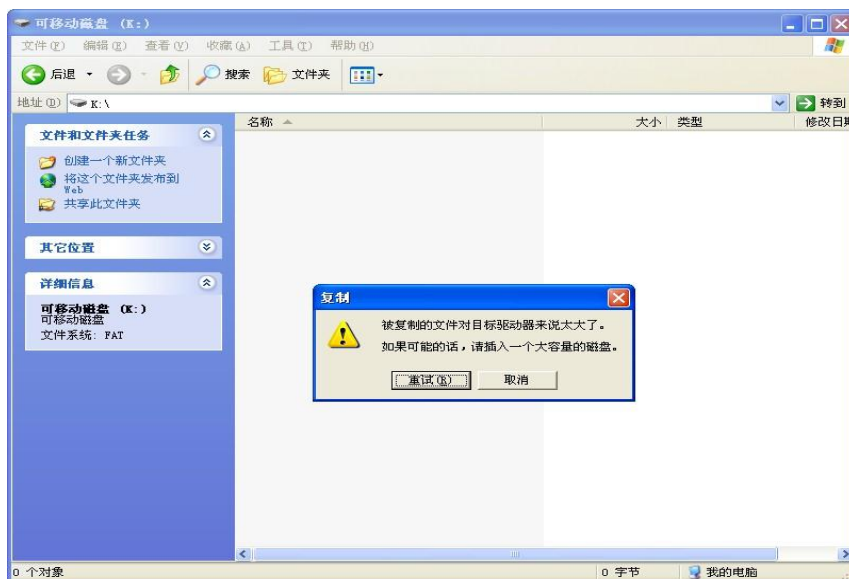 可移动磁盘 (K:)
文件(F) 编辑(E) 查看(V) 收藏(A) 工具(T) 帮助(H)
后退 搜索 文件夹
地址(D) K:\ 转到
名称 大小 类型 修改日期
文件和文件夹任务
创建一个新文件夹
将这个文件夹发布到
Web
共享此文件夹
其它位置
详细信息
可移动磁盘 (K:)
可移动磁盘
文件系统: FAT
复制
被复制的文件对目标驱动器来说太大了。
如果可能的话，请插入一个大容量的磁盘。
重试(R) 取消
0 个对象 0 字节 我的电脑